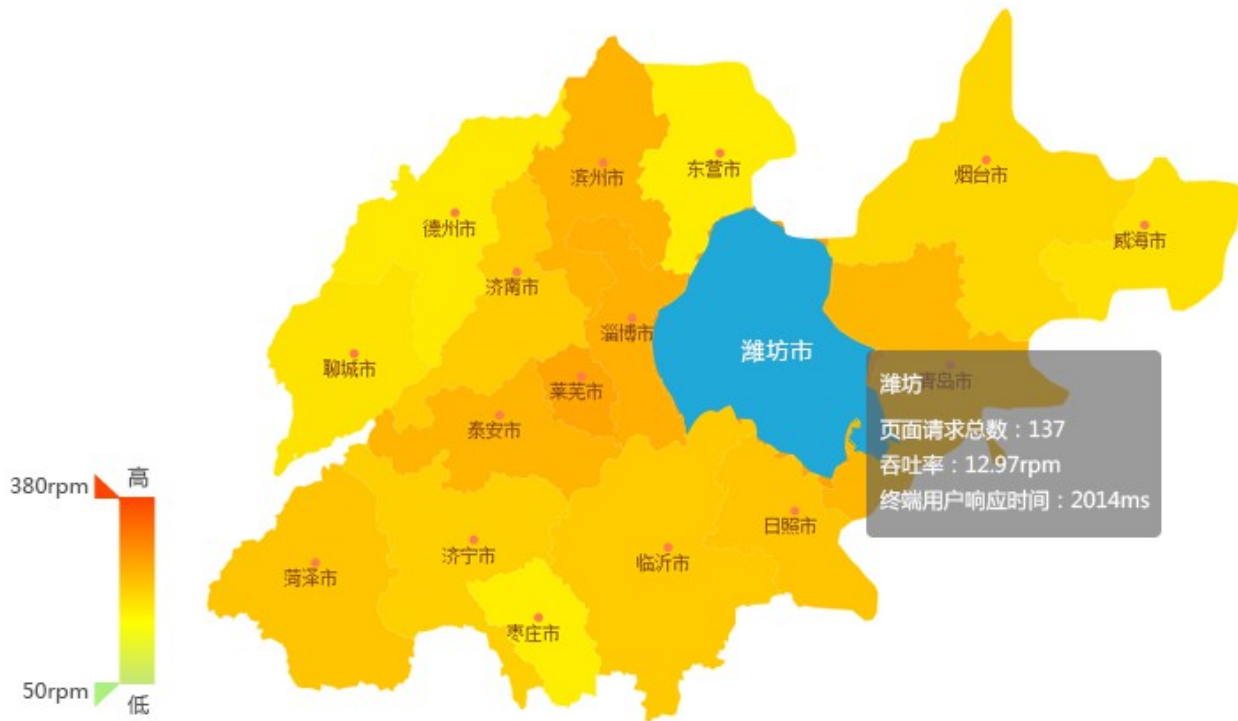 滨州市
东营市
烟台市
德州市
威海市
济南市
淄博市
潍坊市
聊城市
莱芜市
青岛市
泰安市
潍坊
页面请求总数：137
吞吐率：12.97rpm
终端用户响应时间：2014ms
高
380rpm
日照市
济宁市
临沂市
菏泽市
枣庄市
50rpm
低